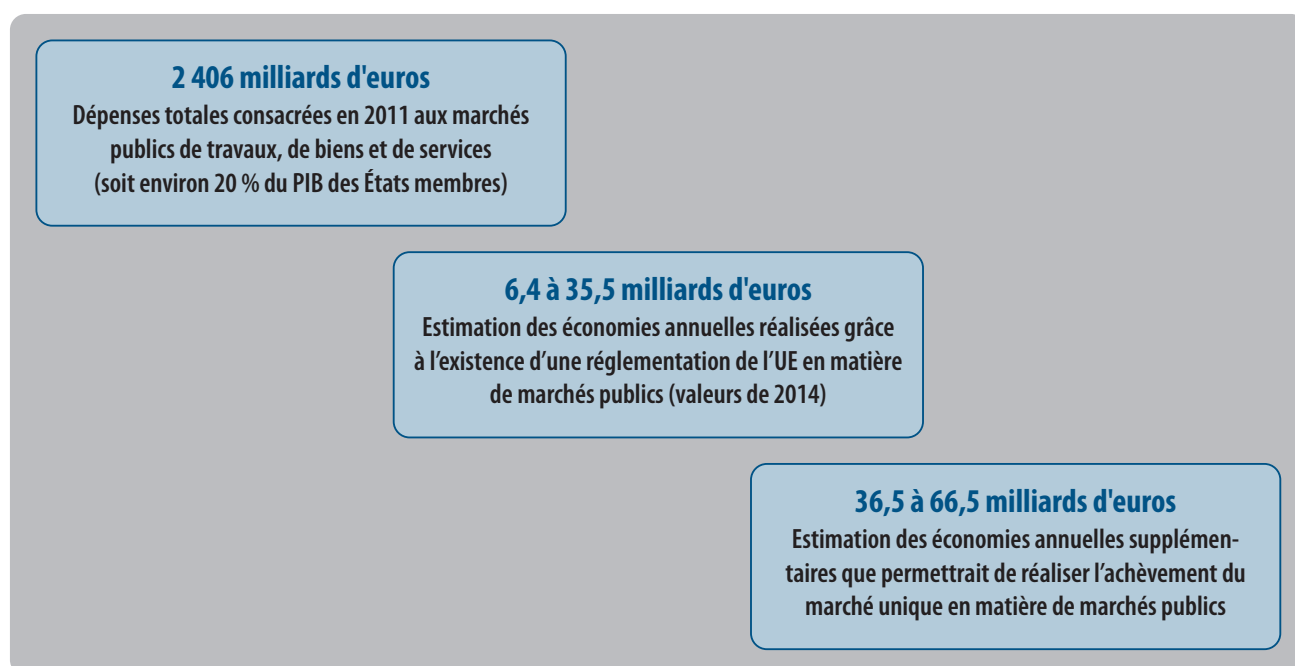 2 406 milliards d'euros
Dépenses totales consacrées en 2011 aux marchés
publics de travaux, de biens et de services
(soit environ 20 % du PIB des États membres)
6,4 à 35,5 milliards d'euros
Estimation des économies annuelles réalisées grâce
à l’existence d’une réglementation de l’UE en matière
de marchés publics (valeurs de 2014)
36,5 à 66,5 milliards d'euros
Estimation des économies annuelles supplémen-
taires que permettrait de réaliser l’achèvement du
marché unique en matière de marchés publics